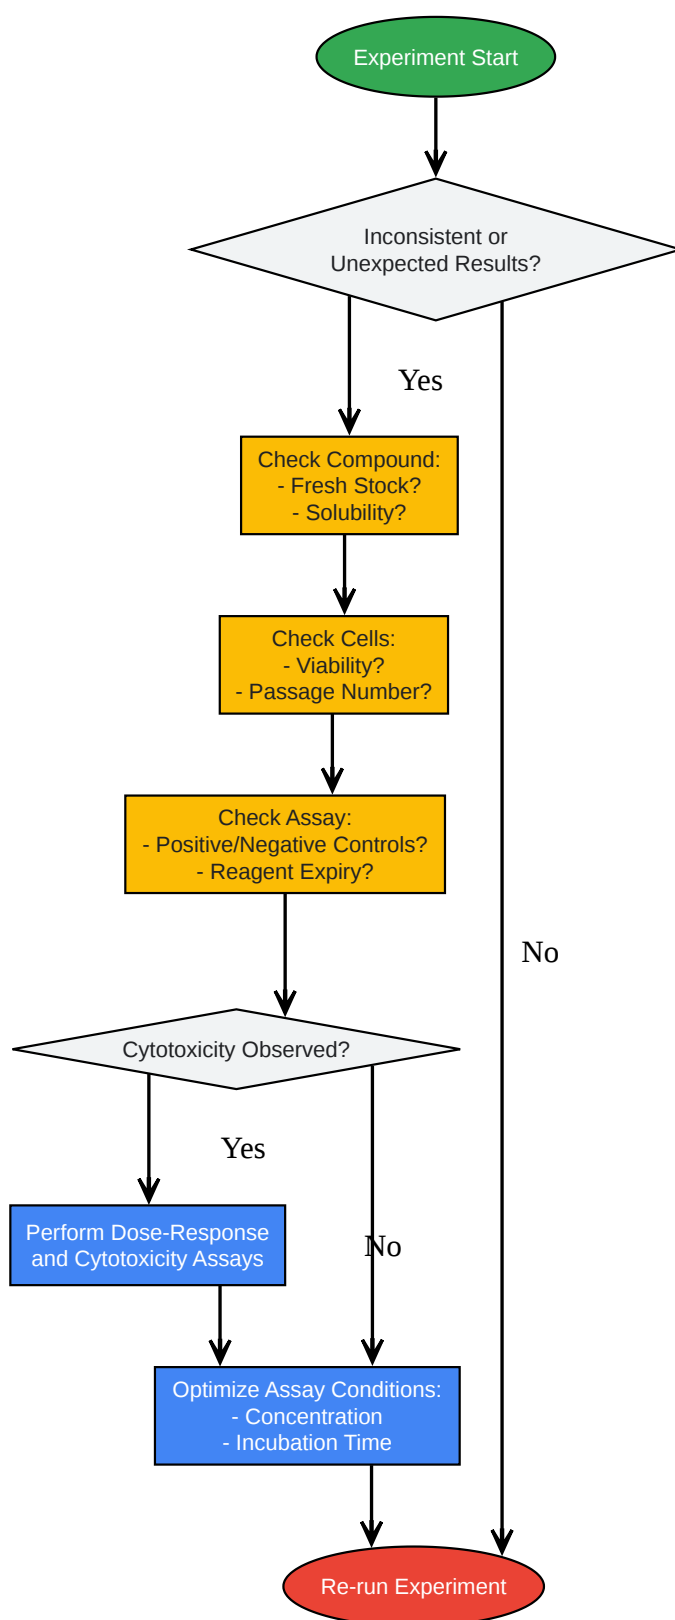 Experiment Start
Inconsistent or
Unexpected Results?
Yes
Check Compound:
- Fresh Stock?
- Solubility?
Check Cells:
- Viability?
- Passage Number?
Check Assay:
- Positive/Negative Controls?
- Reagent Expiry?
No
Cytotoxicity Observed?
Yes
Perform Dose-Response
and Cytotoxicity Assays
No
Optimize Assay Conditions:
- Concentration
- Incubation Time
Re-run Experiment